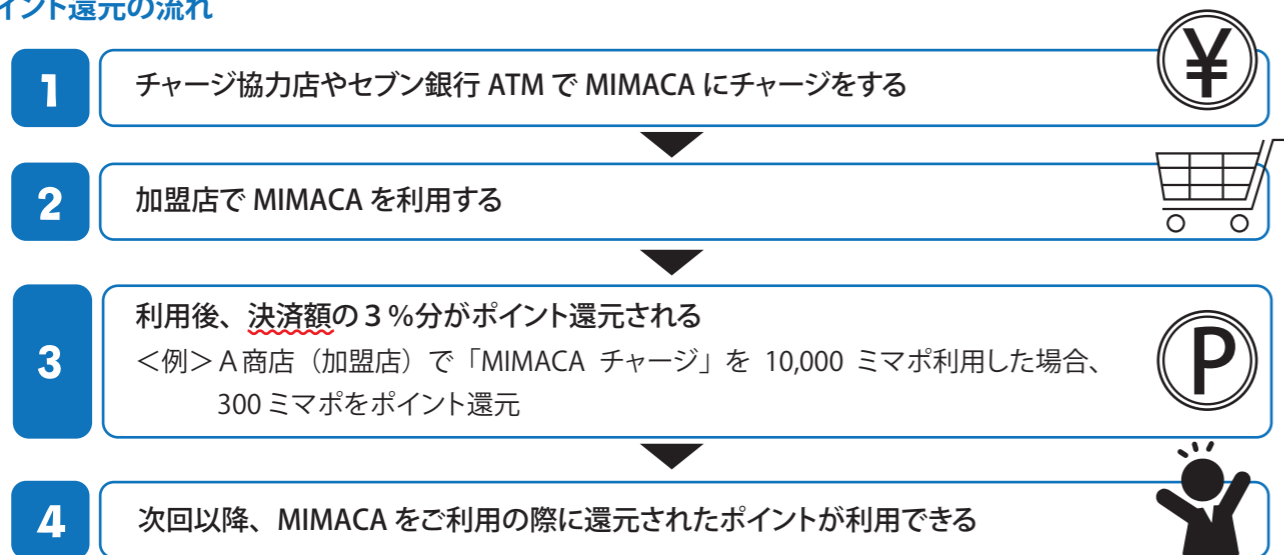 イント還元の流れ
1
チャージ協力店やセブン銀行 ATM で MIMACA にチャージをする
¥
2
加盟店で MIMACA を利用する
3
利用後、決済額の3%分がポイント還元される
<例>A商店(加盟店)で「MIMACA チャージ」を 10,000 ミマポ利用した場合、
300 ミマポをポイント還元
P
4
次回以降、MIMACA をご利用の際に還元されたポイントが利用できる